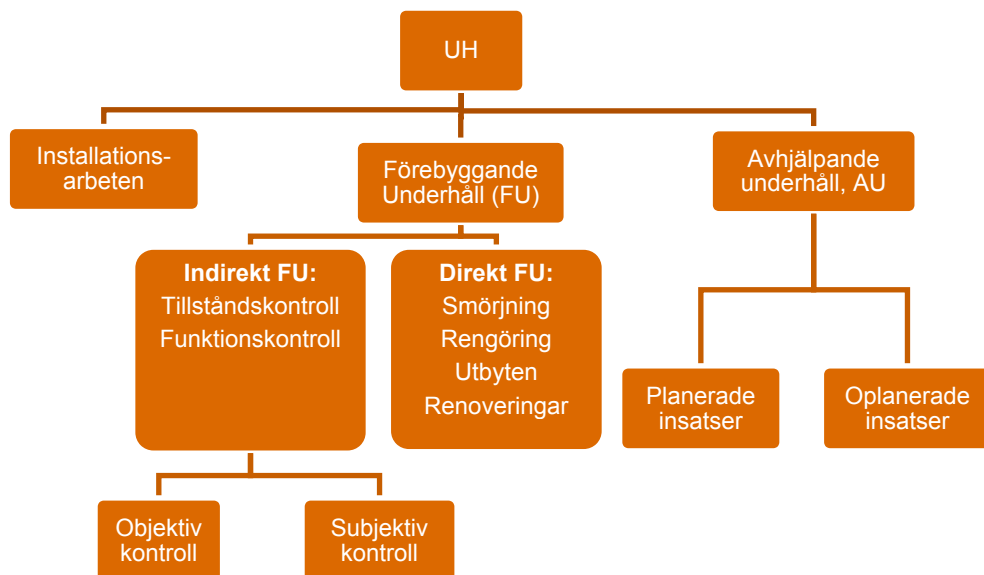 UH
Installations-
arbeten
Förebyggande
Underhåll (FU)
Avhjälpande
underhåll, AU
Indirekt FU:
Tillståndskontroll
Funktionskontroll
Direkt FU:
Smörjning
Rengöring
Utbyten
Renoveringar
Planerade
insatser
Oplanerade
insatser
Objektiv
kontroll
Subjektiv
kontroll